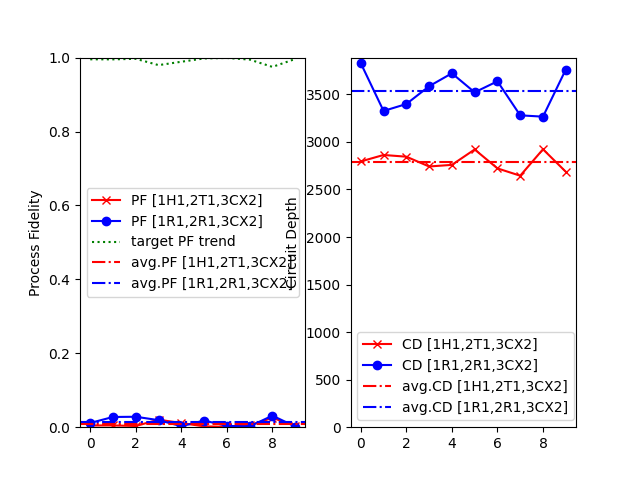 Process Fidelity
1.0
0.8
0.6
0.4
0.2
0.0
PF [1H1,2T1,3CX2]
PF [1R1,2R1,3CX2]
target PF trend
avg.PF [1H1,2T1,3CX2]
avg.PF [1R1,2R1,3CX2]
0 2 4 6 8
Circuit Depth
3500
3000
2500
2000
1500
1000
500
0
CD [1H1,2T1,3CX2]
CD [1R1,2R1,3CX2]
avg.CD [1H1,2T1,3CX2]
avg.CD [1R1,2R1,3CX2]
0 2 4 6 8